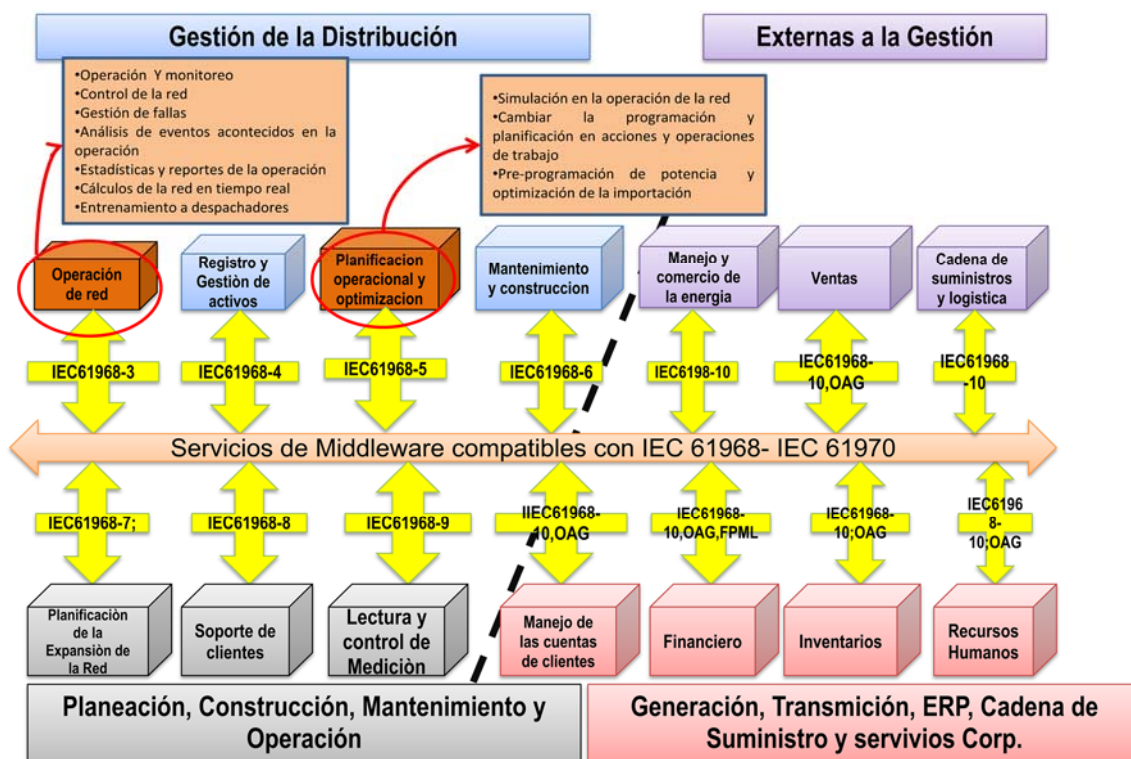 Gestión de la Distribución
Externas a la Gestión
•Operación Y monitoreo
•Control de la red
•Gestión de fallas
•Análisis de eventos acontecidos en la
operación
•Estadísticas y reportes de la operación
•Cálculos de la red en tiempo real
•Entrenamiento a despachadores
•Simulación en la operación de la red
•Cambiar la programación y
planificación en acciones y operaciones
de trabajo
•Pre-programación de potencia y
optimización de la importación
Operación
de red
Registro y
Gestiòn de
activos
Planificacion
operacional y
optimizacion
Mantenimiento
y construccion
Manejo y
comercio de
la energia
Ventas
Cadena de
suministros
y logistica
IEC61968-3
IEC61968-4
IEC61968-5
IEC61968-6
IEC6198-10
IEC61968-
10,OAG
IEC61968
-10
Servicios de Middleware compatibles con IEC 61968- IEC 61970
IEC61968-7;
IEC61968-8
IEC61968-9
IIEC61968-
10,OAG
IEC61968-
10,OAG,FPML
IEC61968-
10;OAG
IEC6196
8-
10;OAG
Planificaciòn
de la
Expansiòn de
la Red
Soporte de
clientes
Lectura y
control de
Mediciòn
Manejo de
las cuentas
de clientes
Financiero
Inventarios
Recursos
Humanos
Planeación, Construcción, Mantenimiento y
Operación
Generación, Transmición, ERP, Cadena de
Suministro y servivios Corp.